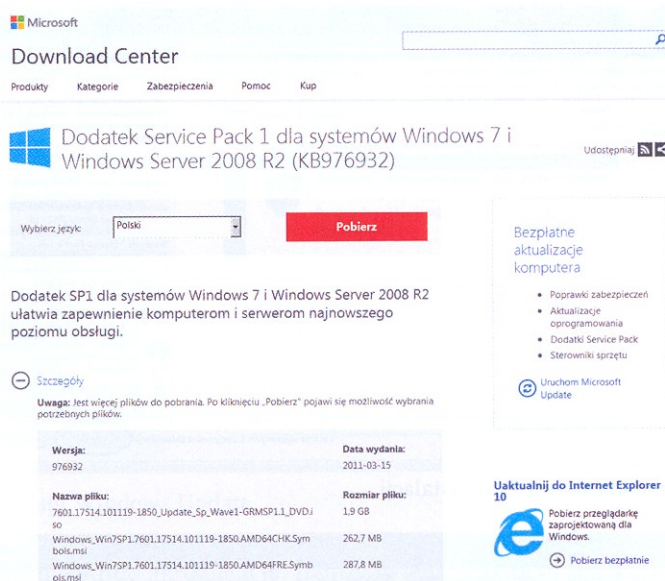 Microsoft
Download Center
Produkty Kategorie Zabezpieczenia Pomoc Kup
Dodatek Service Pack 1 dla systemów Windows 7 i
Windows Server 2008 R2 (KB976932)
Udostępniaj
Wybierz język: Polski
Pobierz
Dodatek SP1 dla systemów Windows 7 i Windows Server 2008 R2
ułatwia zapewnienie komputerom i serwerom najnowszego
poziomu obsługi.
Szczegóły
Uwaga: Jest więcej plików do pobrania. Po kliknięciu „Pobierz" pojawi się możliwość wybrania
potrzebnych plików.
Wersja: Data wydania:
976932 2011-03-15
Nazwa pliku: Rozmiar pliku:
7601.17514.101119-1850_Update_Sp_Wave1-GRMSP1.1_DVD.i
so
1,9 GB
Windows_Win7SP1.7601.17514.101119-1850.AMD64CHK.Sym
bols.msi
262,7 MB
Windows_Win7SP1.7601.17514.101119-1850.AMD64FRE.Symb
ols.msi
287,8 MB
Bezpłatne
aktualizacje
komputera
• Poprawki zabezpieczeń
• Aktualizacje
oprogramowania
• Dodatki Service Pack
• Sterowniki sprzętu
Uruchom Microsoft
Update
Uaktualnij do Internet Explorer
10
Pobierz przeglądarkę
zaprojektowaną dla
Windows.
Pobierz bezpłatnie